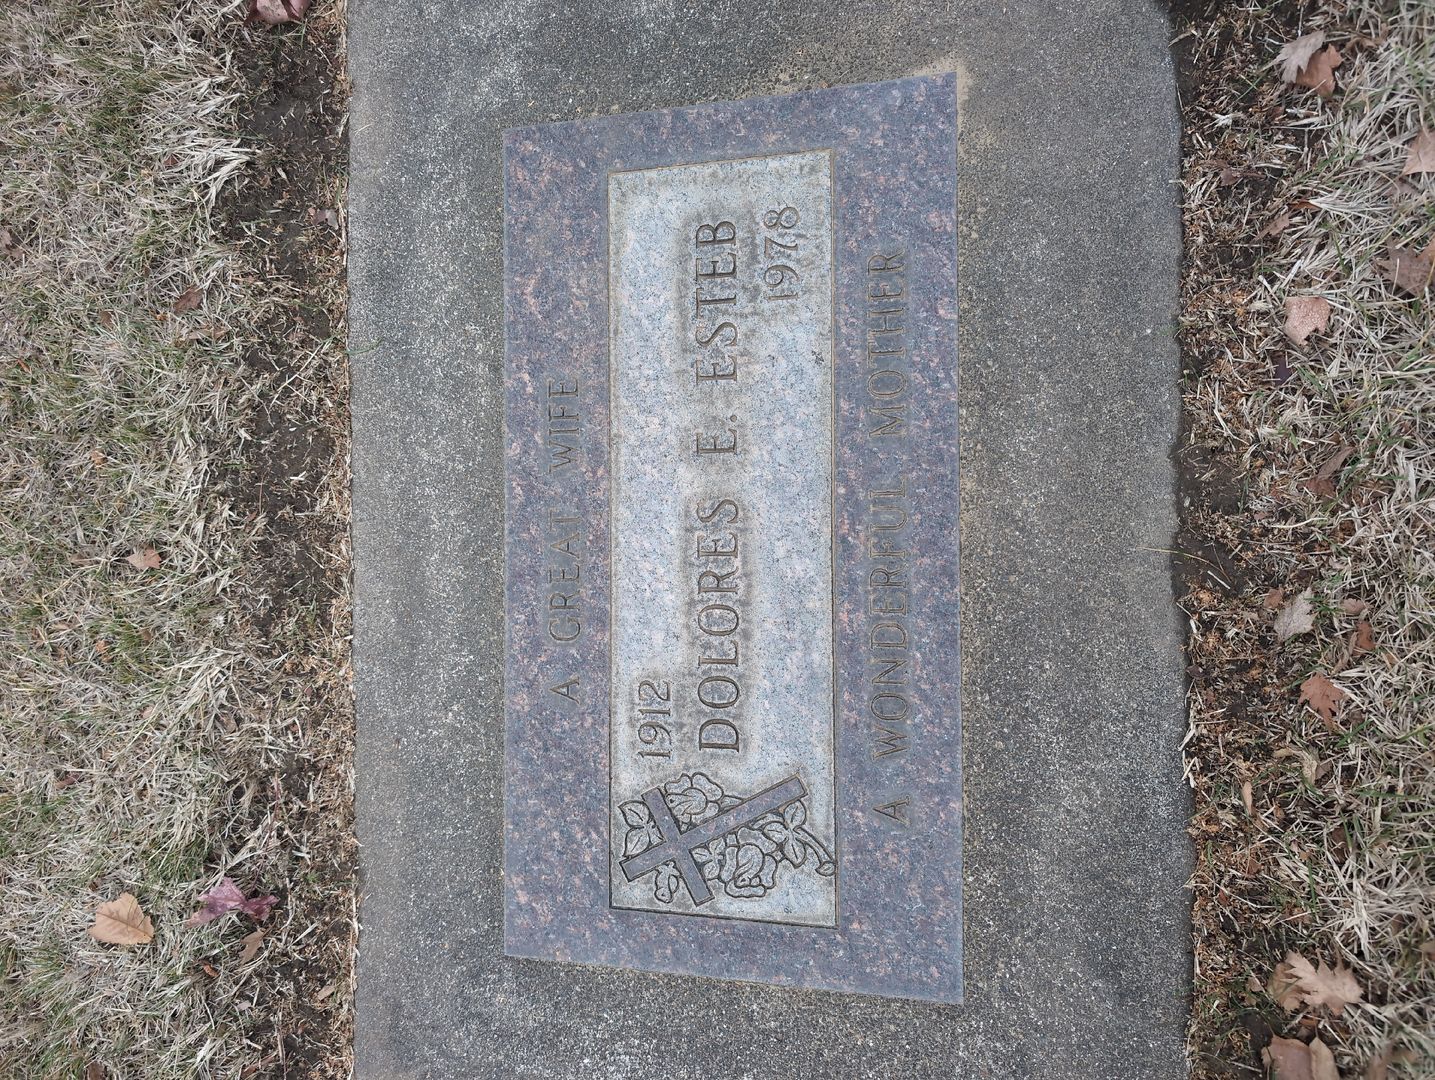 A GREAT WIFE
1912
DOLORES E. ESTEB
1978
A WONDERFUL MOTHER